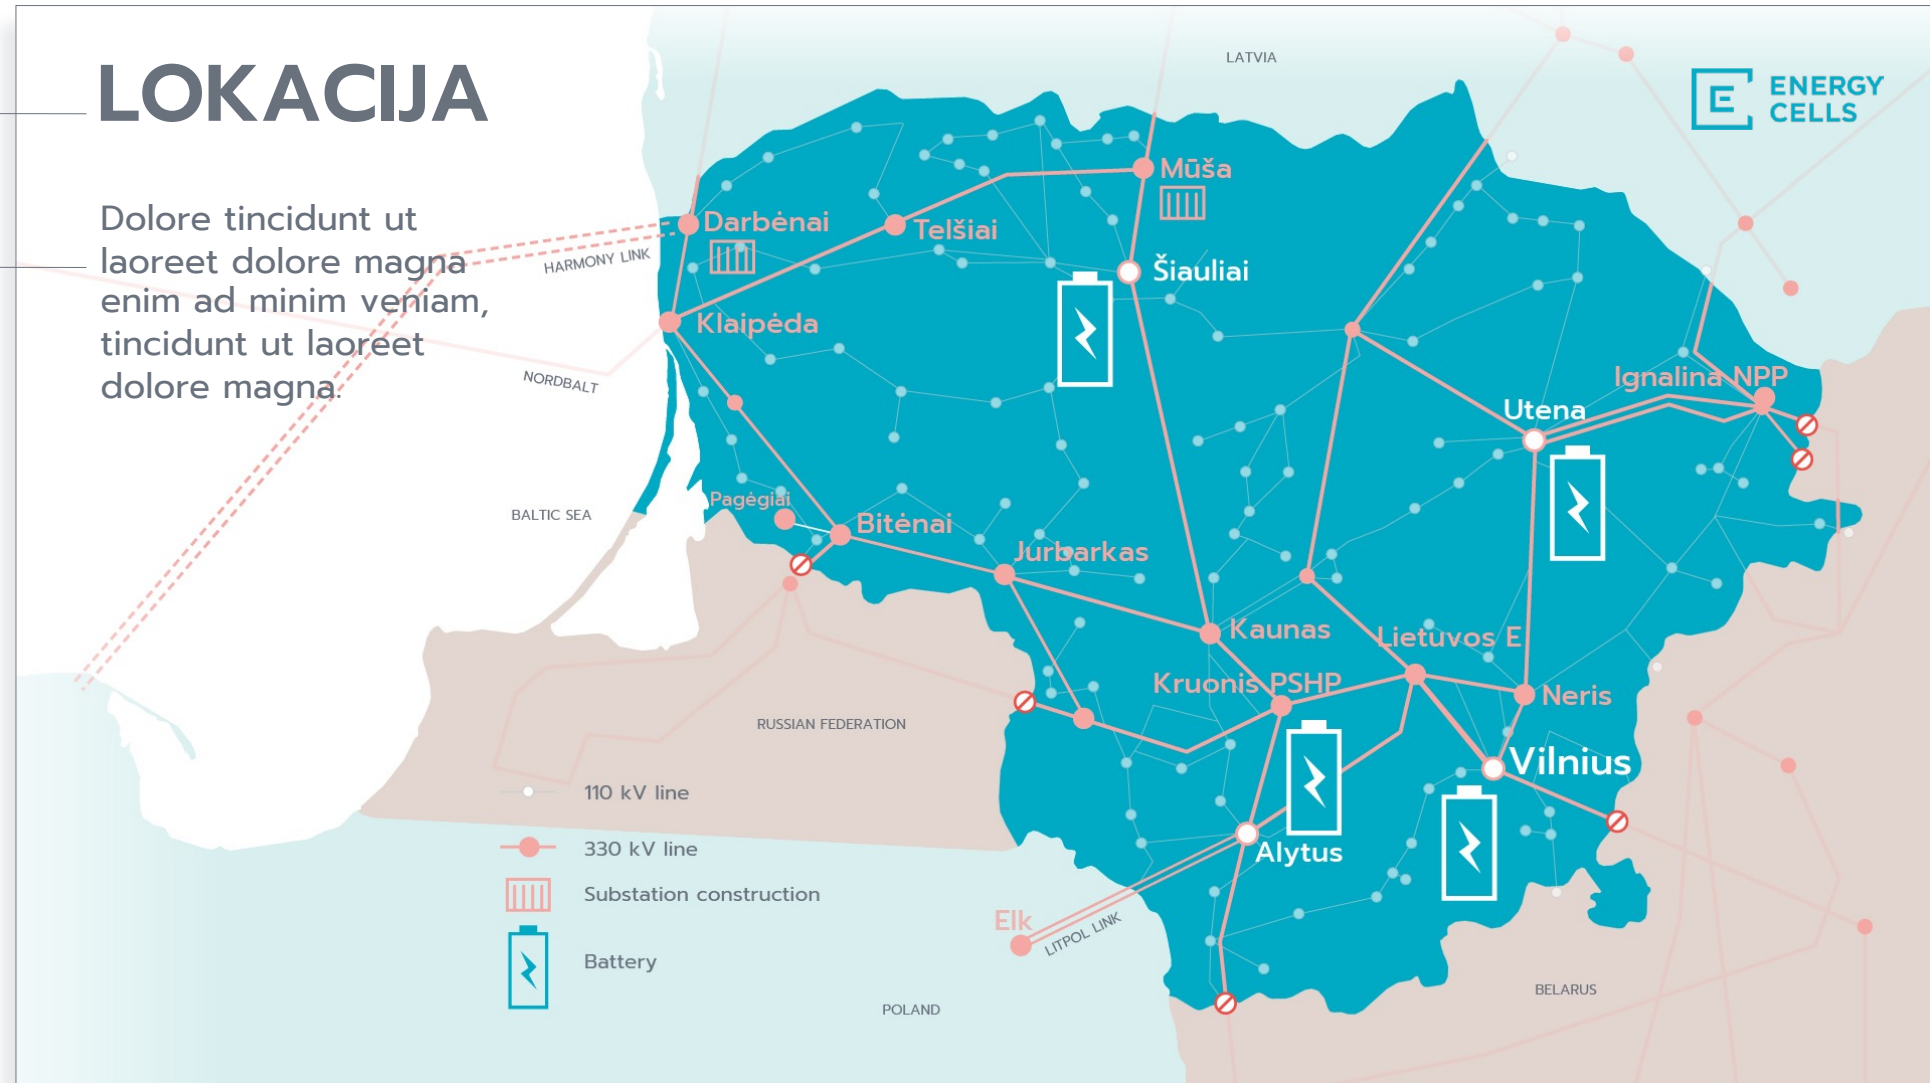 LOKACIJA
Dolore tincidunt ut
laoreet dolore magna
enim ad minim veniam,
tincidunt ut laoreet
dolore magna.
LATVIA
E ENERGY
CELLS
Mūša
Darbėnai
Telšiai
HARMONY LINK
Šiauliai
Klaipėda
NORDBALT
Ignalina NPP
Utena
Pagėgiai
BALTIC SEA
Bitėnai
Jurbarkas
Kaunas
Lietuvos E
Kruonis PSHP
Neris
RUSSIAN FEDERATION
Vilnius
110 kV line
330 kV line
Alytus
Substation construction
Elk
LITPOL LINK
Battery
BELARUS
POLAND